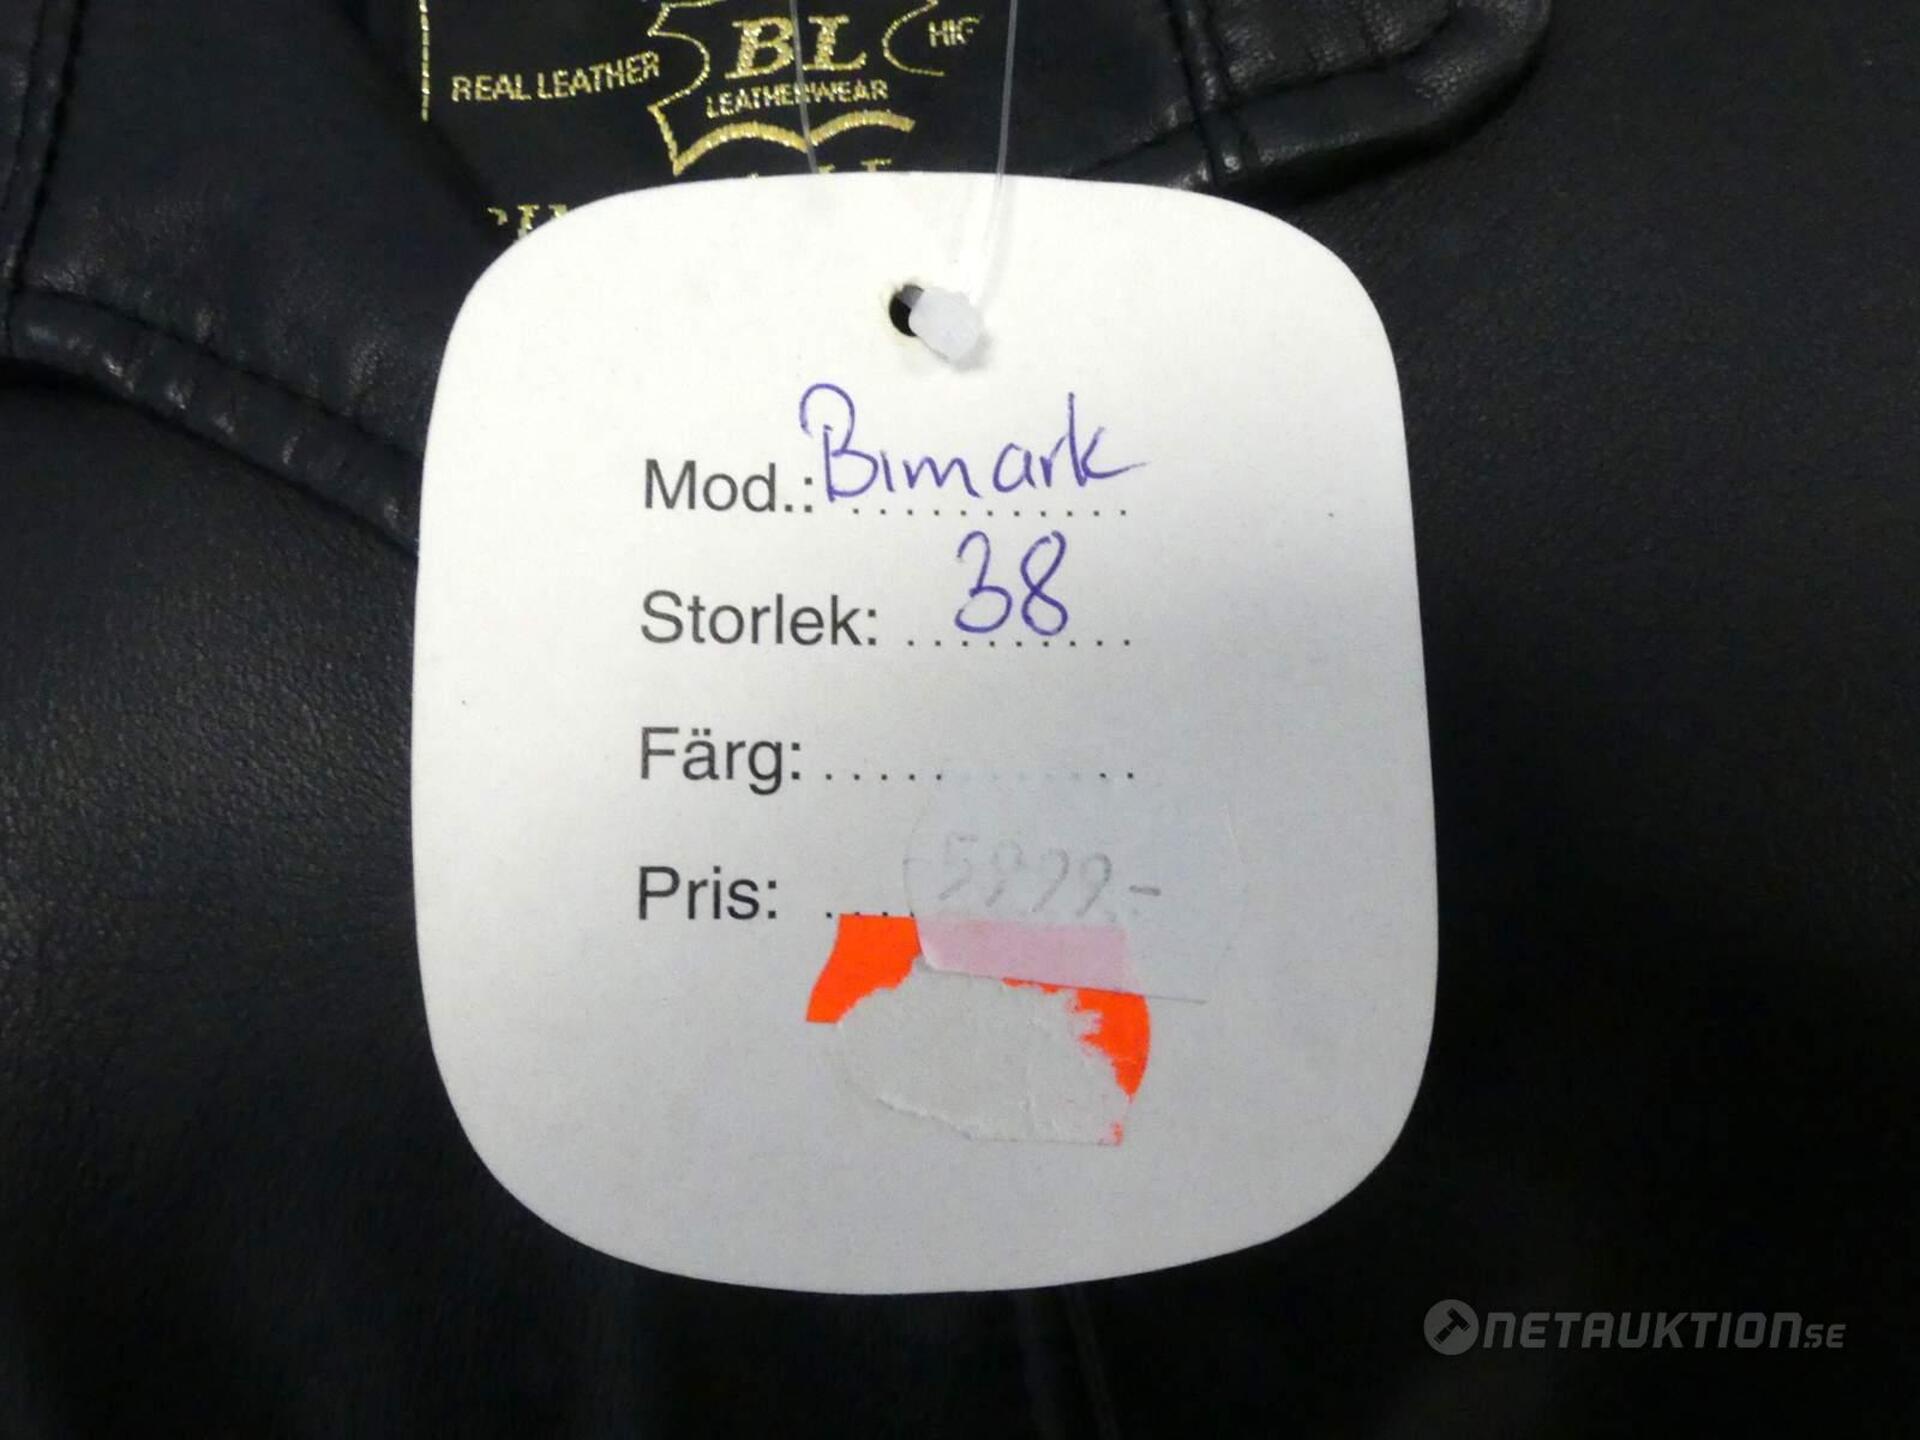 REAL LEATHER BL
LEATHERWEAR
Mod.: Bimark
Storlek: 38
Färg:
Pris: 5999.-
NETAUKTION.SE